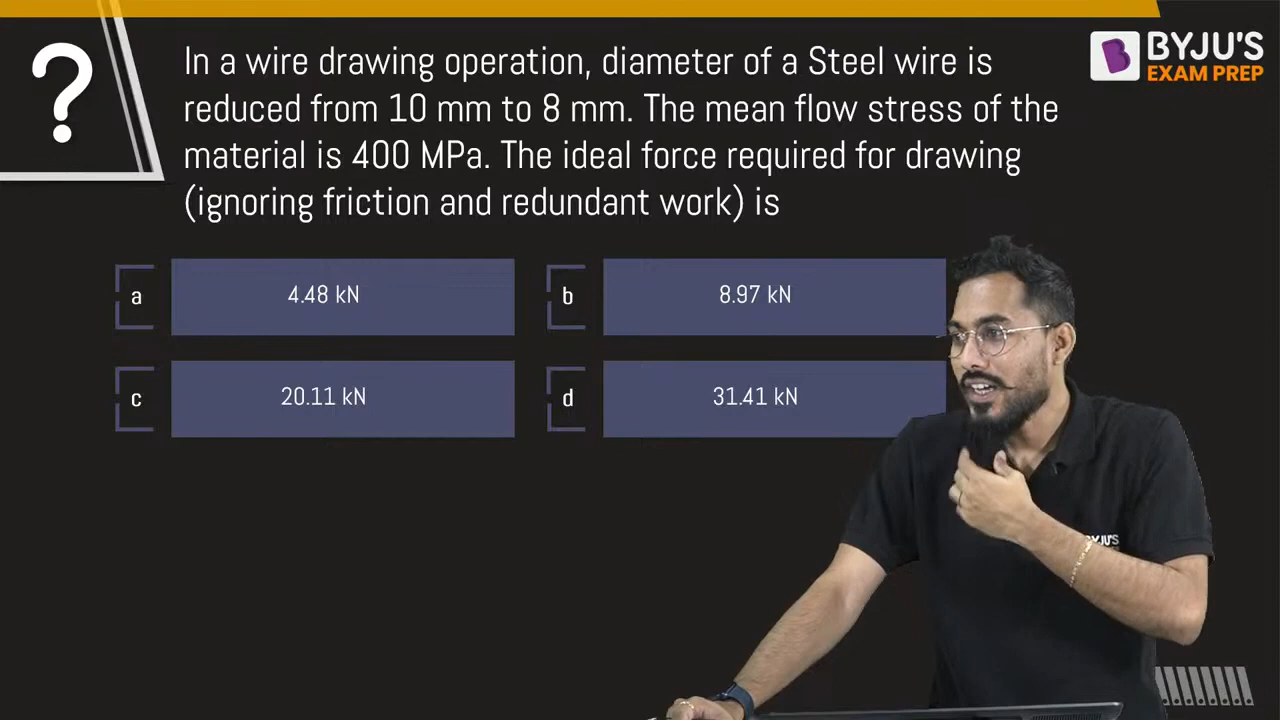 ?
In a wire drawing operation, diameter of a Steel wire is
reduced from 10 mm to 8 mm. The mean flow stress of the
material is 400 MPa. The ideal force required for drawing
(ignoring friction and redundant work) is
B
BYJU'S
EXAM PREP
a
4.48 kN
b
8.97 kN
c
20.11 kN
d
31.41 kN
BYJU'S